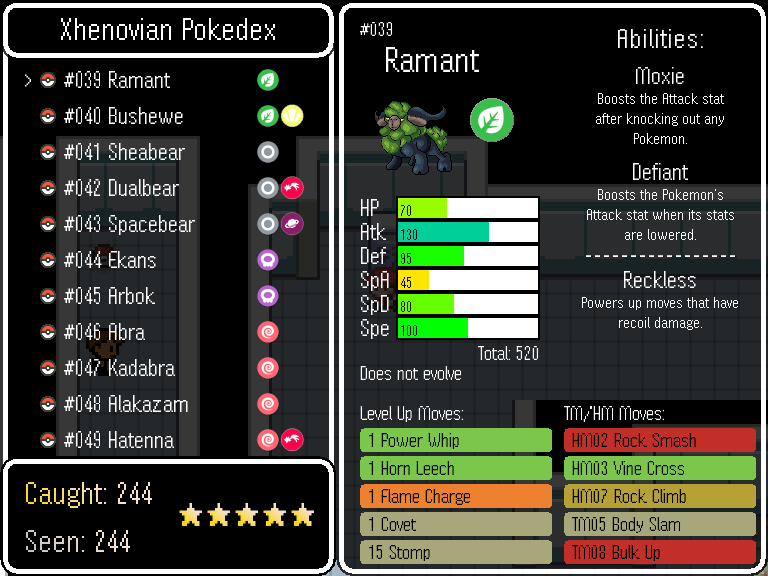 Xhenovian Pokedex
> #039 Ramant
#040 Bushewe
#041 Sheabear
#042 Dualbear
#043 Spacebear
#044 Ekans
#045 Arbok
#046 Abra
#047 Kadabra
#048 Alakazam
#049 Hatenna
Caught: 244
Seen: 244
#039
Ramant
HP 70
Atk 130
Def 95
SpA 45
SpD 80
Spe 100
Total: 520
Does not evolve
Abilities:
Moxie
Boosts the Attack stat
after knocking out any
Pokemon.
Defiant
Boosts the Pokemon's
Attack stat when its stats
are lowered.
Reckless
Powers up moves that have
recoil damage.
Level Up Moves:
1 Power Whip
1 Horn Leech
1 Flame Charge
1 Covet
15 Stomp
TM/HM Moves:
HM02 Rock Smash
HM03 Vine Cross
HM07 Rock Climb
TM05 Body Slam
TM08 Bulk Up